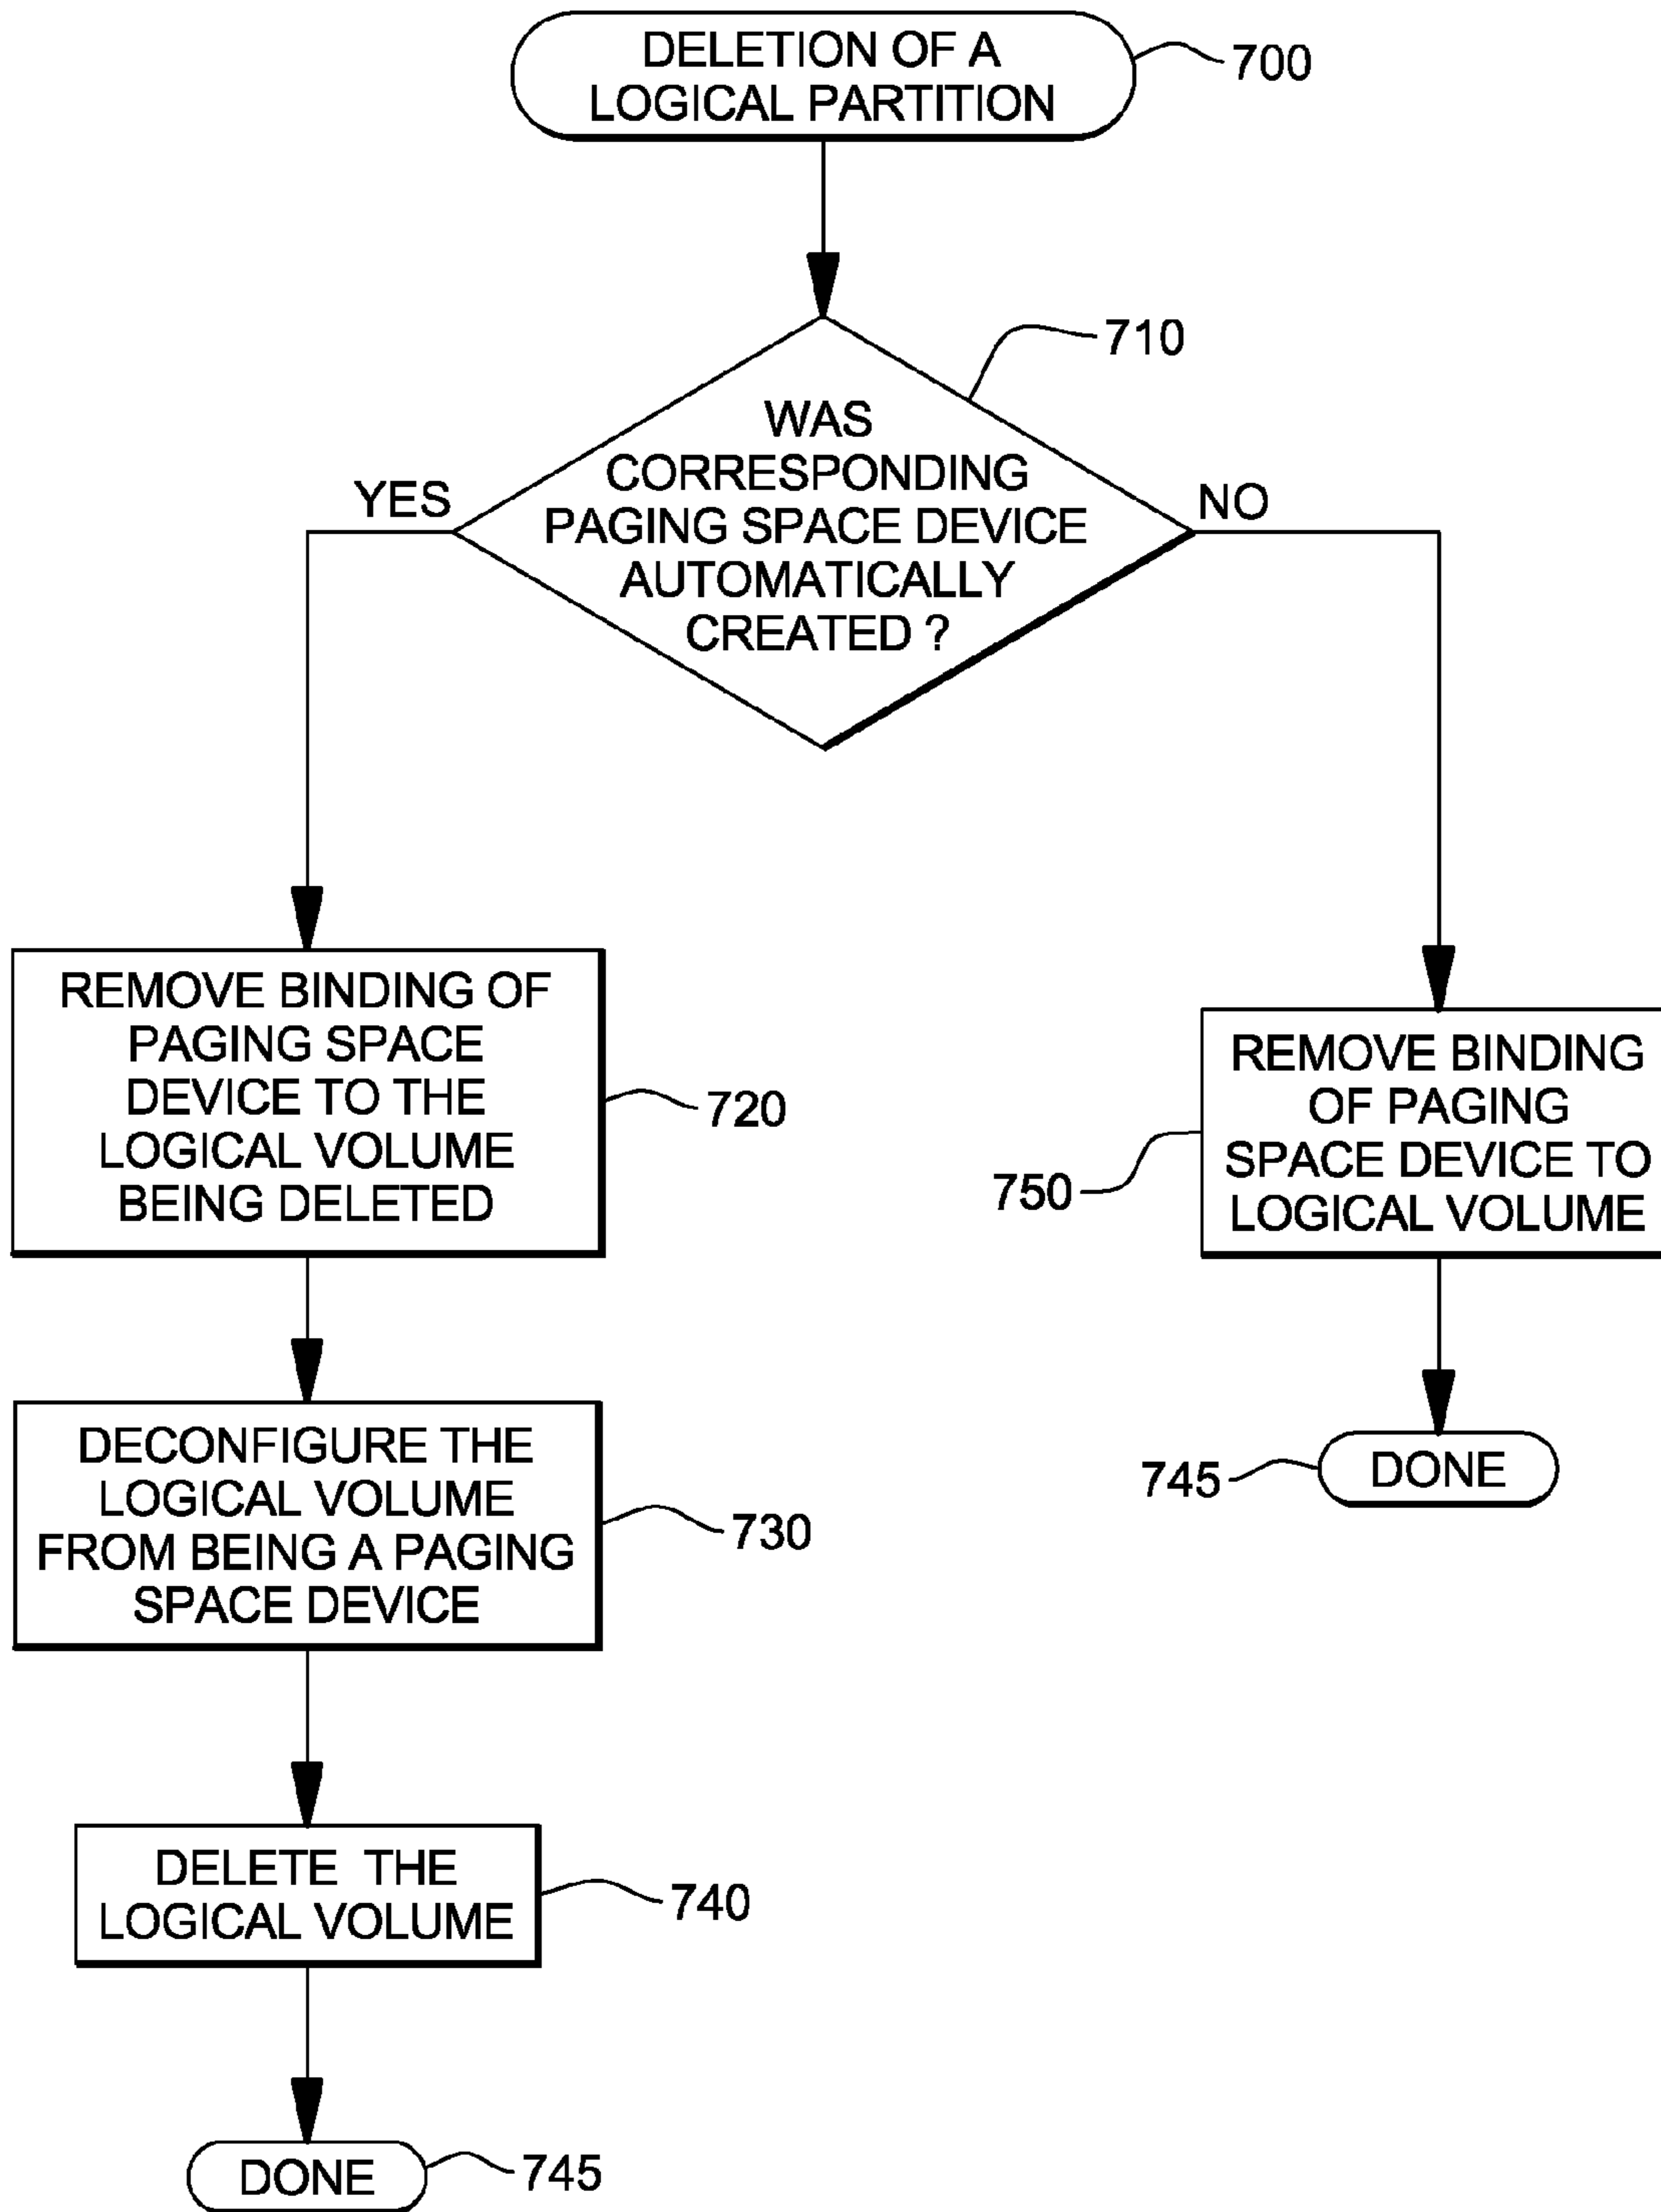 DELETION OF A
LOGICAL PARTITION
700
710
WAS
CORRESPONDING
PAGING SPACE DEVICE
AUTOMATICALLY
CREATED ?
YES
NO
REMOVE BINDING OF
PAGING SPACE
DEVICE TO THE
LOGICAL VOLUME
BEING DELETED
720
REMOVE BINDING
OF PAGING
SPACE DEVICE TO
LOGICAL VOLUME
750
DECONFIGURE THE
LOGICAL VOLUME
FROM BEING A PAGING
SPACE DEVICE
730
745
DONE
DELETE THE
LOGICAL VOLUME
740
DONE
745